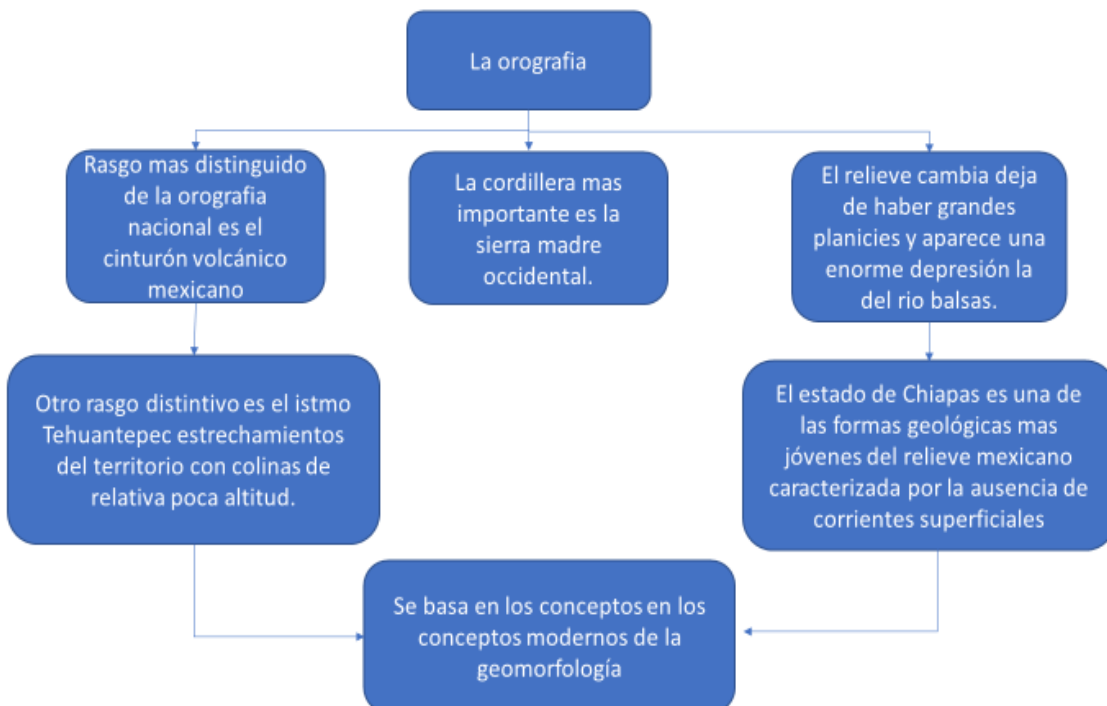 La orografia
Rasgo mas distinguido
de la orografia
nacional es el
cinturón volcánico
mexicano
La cordillera mas
importante es la
sierra madre
occidental.
El relieve cambia deja
de haber grandes
planicies y aparece una
enorme depresión la
del rio balsas.
Otro rasgo distintivo es el istmo
Tehuantepec estrechamientos
del territorio con colinas de
relativa poca altitud.
El estado de Chiapas es una de
las formas geológicas mas
jóvenes del relieve mexicano
caracterizada por la ausencia de
corrientes superficiales
Se basa en los conceptos en los
conceptos modernos de la
geomorfología